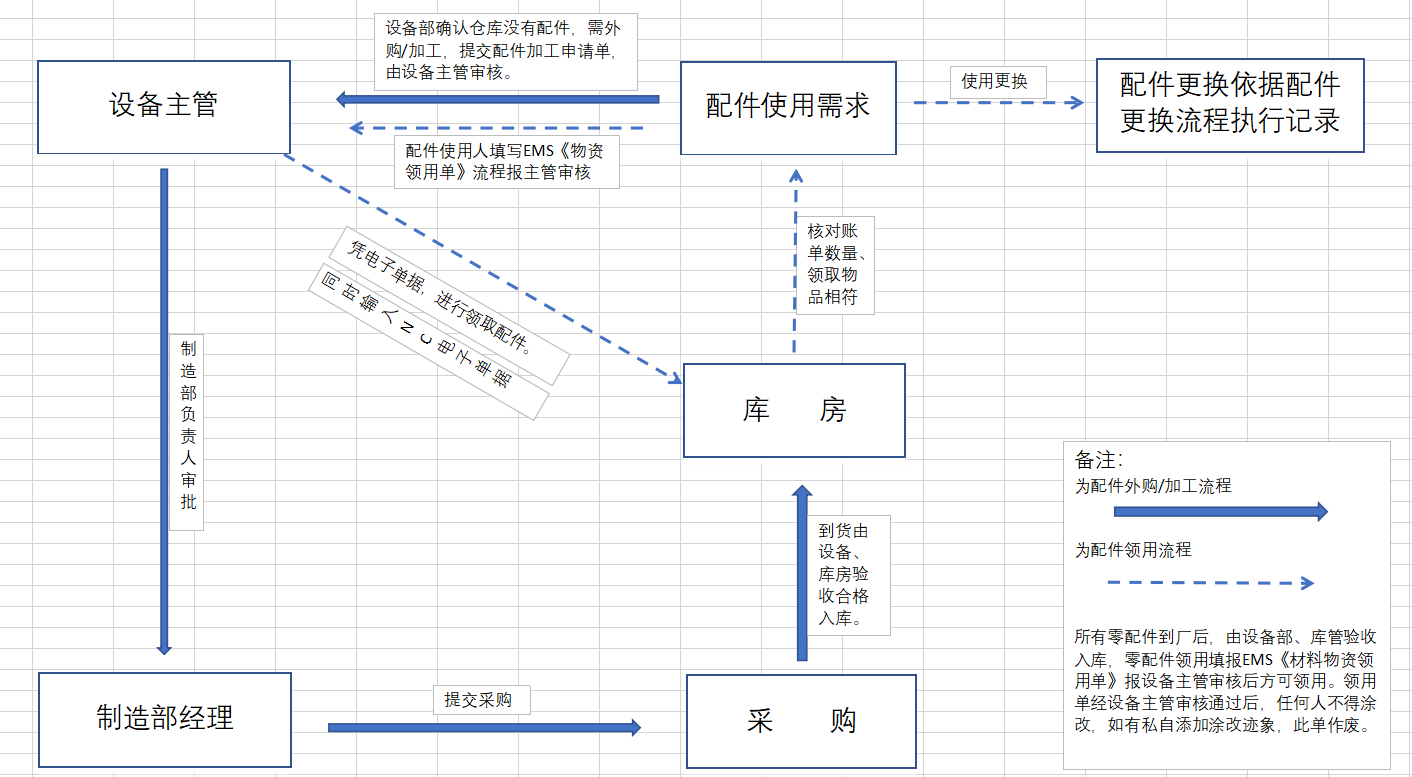 设备部确认仓库没有配件，需外
购/加工，提交配件加工申请单，
由设备主管审核。
设备主管
配件使用需求
使用更换
配件更换依据配件
更换流程执行记录
配件使用人填写EMS《物资
领用单》流程报主管审核
凭电子单据，进行领取配件。
同时输入NC电子单据
核对账
单数量、
领取物
品相符
制
造
部
负
责
人
审
批
库 房
到货由
设备、
库房验
收合格
入库。
制造部经理
提交采购
采 购
备注：
为配件外购/加工流程
为配件领用流程
所有零配件到厂后，由设备部、库管验收
入库，零配件领用填报EMS《材料物资领
用单》报设备主管审核后方可领用。领用
单经设备主管审核通过后，任何人不得涂
改，如有私自添加涂改迹象，此单作废。